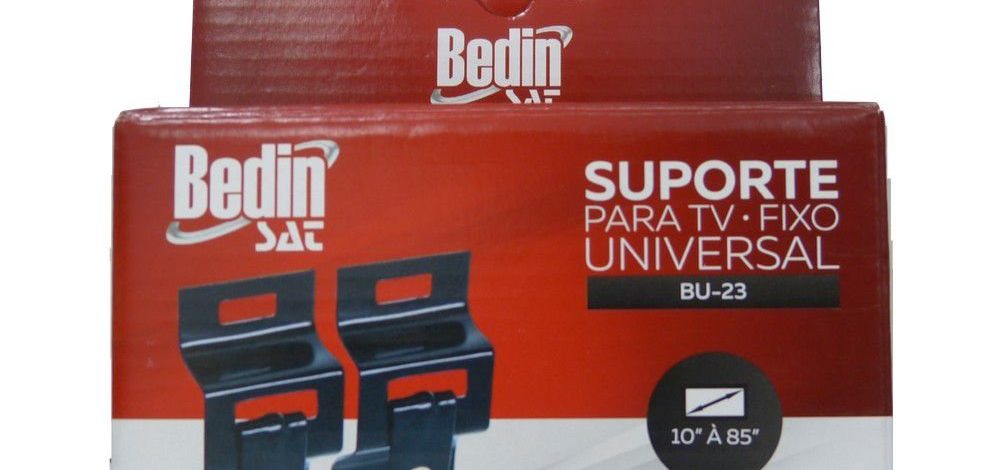 Bedin
SAT
Bedin
SAT
SUPORTE
PARA TV • FIXO
UNIVERSAL
BU-23
10” À 85”